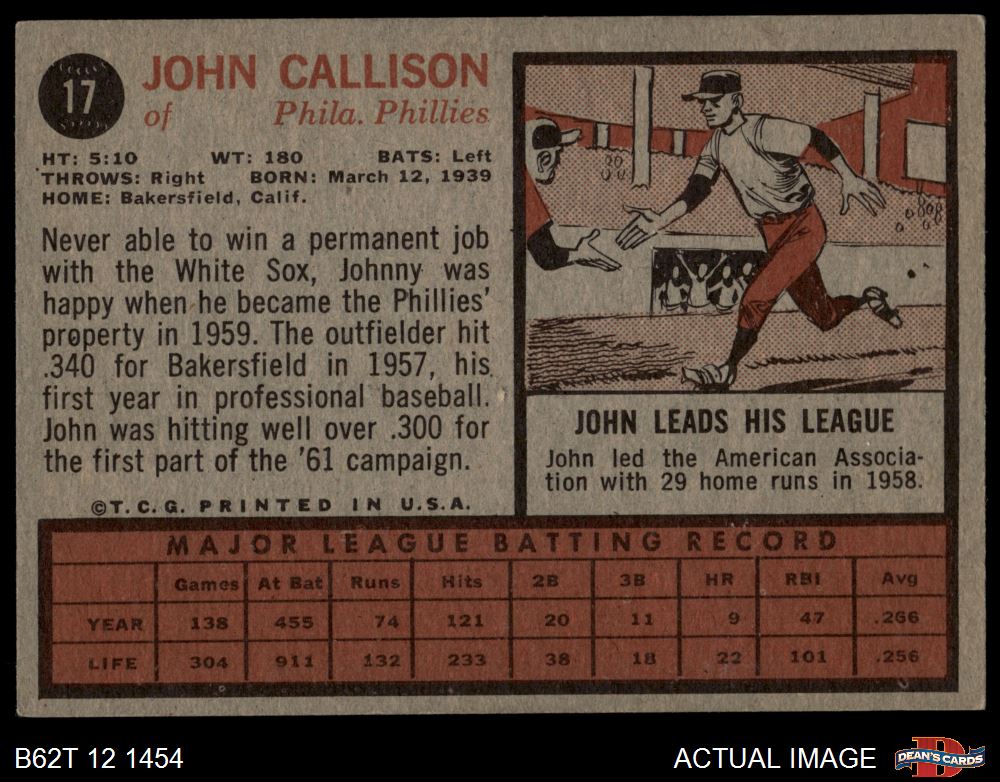 17
JOHN CALLISON
of Phila. Phillies
HT: 5:10 WT: 180 BATS: Left
THROWS: Right BORN: March 12, 1939
HOME: Bakersfield, Calif.
Never able to win a permanent job
with the White Sox, Johnny was
happy when he became the Phillies'
property in 1959. The outfielder hit
.340 for Bakersfield in 1957, his
first year in professional baseball.
John was hitting well over .300 for
the first part of the '61 campaign.
©T.C.G. PRINTED IN U.S.A.
JOHN LEADS HIS LEAGUE
John led the American Associa-
tion with 29 home runs in 1958.
MAJOR LEAGUE BATTING RECORD
Games At Bat Runs Hits 2B 3B HR RBI Avg
YEAR 138 455 74 121 20 11 9 47 .266
LIFE 304 911 132 233 38 18 22 101 .256
B62T 12 1454
ACTUAL IMAGE
D
DEAN'S CARDS